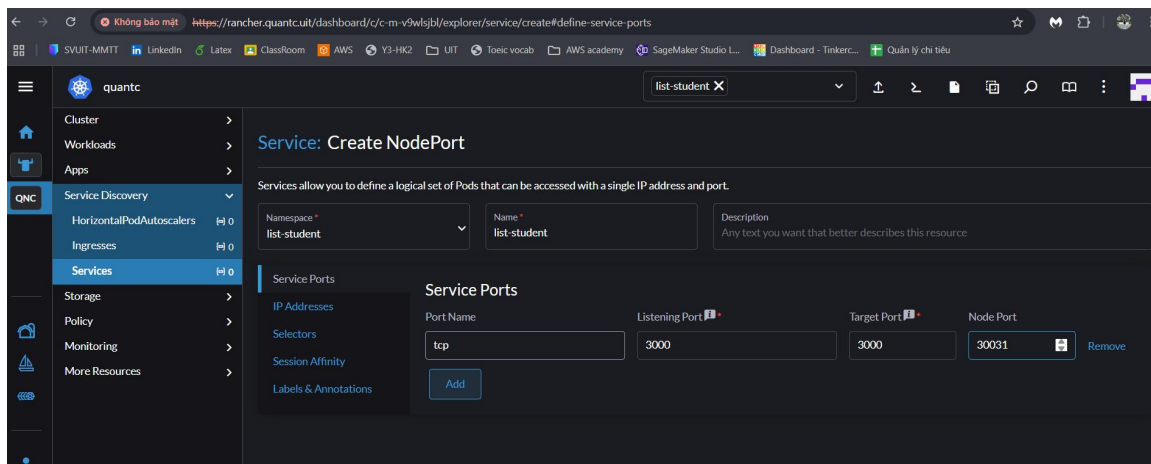 Không bảo mật https://rancher.quantc.uit/dashboard/c/c-m-v9wlsjbl/explorer/service/create#define-service-ports
SVUIT-MMTT LinkedIn Latex ClassRoom AWS Y3-HK2 UIT Toeic vocab AWS academy SageMaker Studio L... Dashboard - Tinkerc... Quản lý chi tiêu
quantc
list-student
Cluster
Workloads
Apps
QNC
Service Discovery
HorizontalPodAutoscalers 0
Ingresses 0
Services 0
Storage
Policy
Monitoring
More Resources
Service: Create NodePort
Services allow you to define a logical set of Pods that can be accessed with a single IP address and port.
Namespace * Name * Description
list-student list-student Any text you want that better describes this resource
Service Ports
IP Addresses
Selectors
Session Affinity
Labels & Annotations
Service Ports
Port Name Listening Port * Target Port * Node Port
tcp 3000 3000 30031 Remove
Add